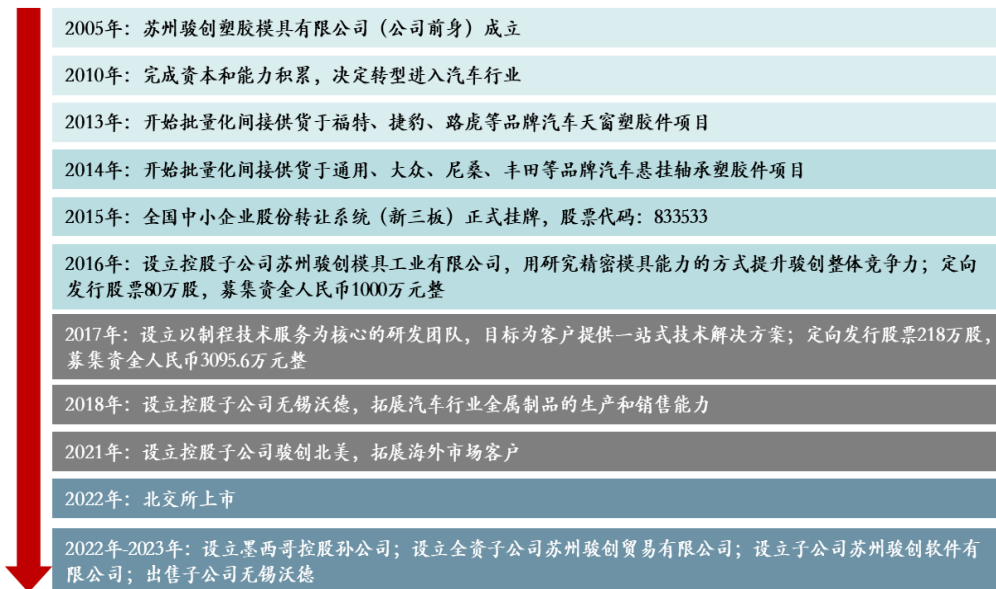 2005年：苏州骏创塑胶模具有限公司（公司前身）成立
2010年：完成资本和能力积累，决定转型进入汽车行业
2013年：开始批量化间接供货于福特、捷豹、路虎等品牌汽车天窗塑胶件项目
2014年：开始批量化间接供货于通用、大众、尼桑、丰田等品牌汽车悬挂轴承塑胶件项目
2015年：全国中小企业股份转让系统（新三板）正式挂牌，股票代码：833533
2016年：设立控股子公司苏州骏创模具工业有限公司，用研究精密模具能力的方式提升骏创整体竞争力；定向
发行股票80万股，募集资金人民币1000万元整
2017年：设立以制程技术服务为核心的研发团队，目标为客户提供一站式技术解决方案；定向发行股票218万股，
募集资金人民币3095.6万元整
2018年：设立控股子公司无锡沃德，拓展汽车行业金属制品的生产和销售能力
2021年：设立控股子公司骏创北美，拓展海外市场客户
2022年：北交所上市
2022年-2023年：设立墨西哥控股孙公司；设立全资子公司苏州骏创贸易有限公司；设立子公司苏州骏创软件有
限公司；出售子公司无锡沃德